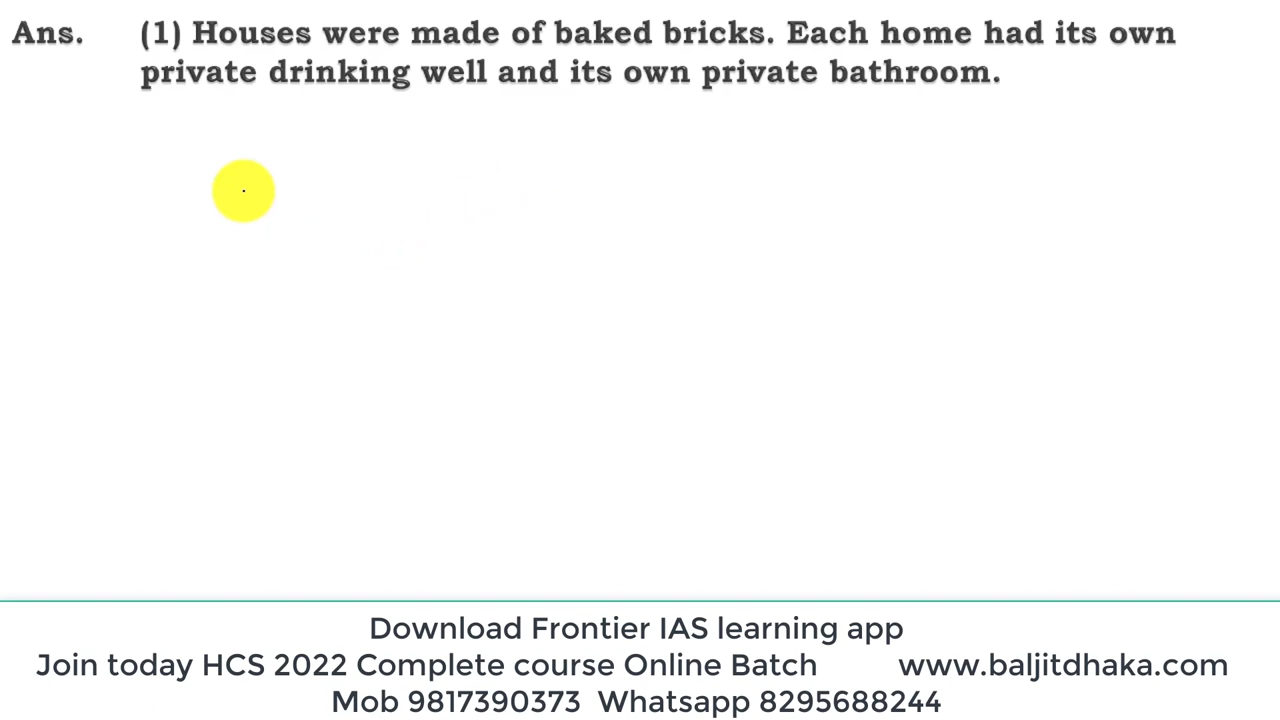 Ans. (1) Houses were made of baked bricks. Each home had its own
private drinking well and its own private bathroom.
Download Frontier IAS learning app
Join today HCS 2022 Complete course Online Batch www.baljitdhaka.com
Mob 9817390373 Whatsapp 8295688244